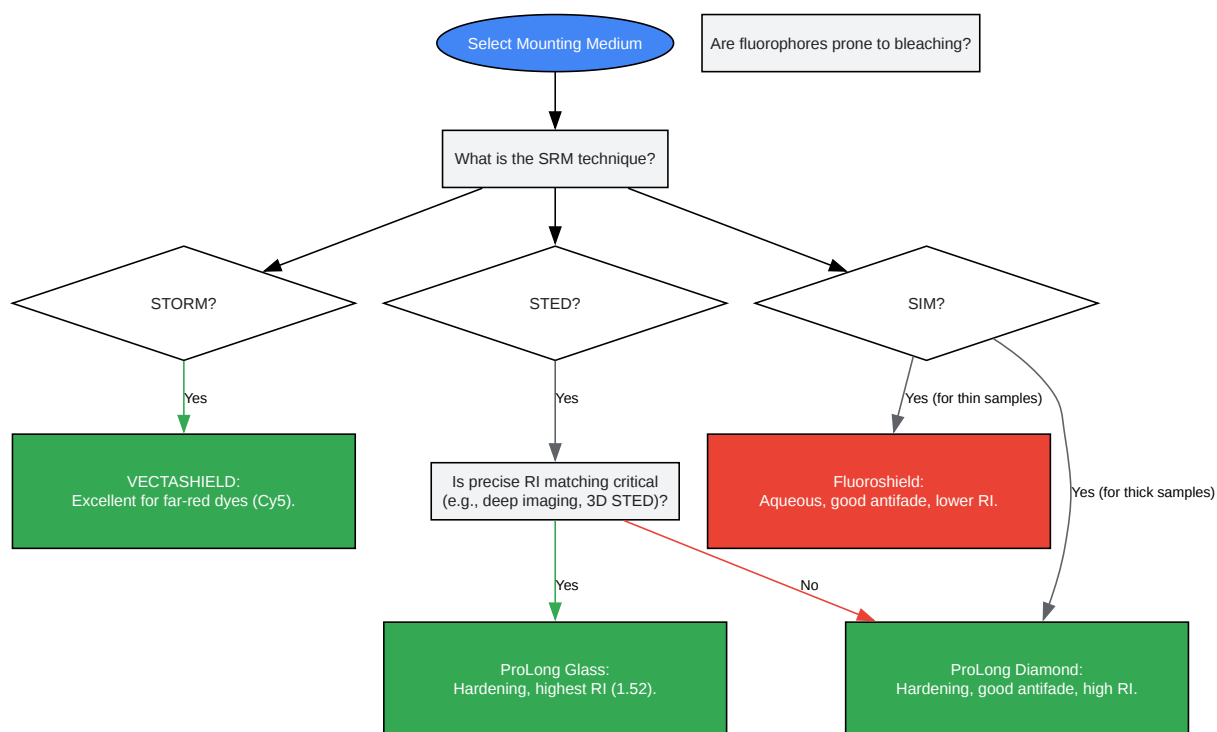 Select Mounting Medium
Are fluorophores prone to bleaching?
What is the SRM technique?
STORM?
STED?
SIM?
Yes
Yes
Yes (for thin samples)
VECTASHIELD:
Excellent for far-red dyes (Cy5).
Is precise RI matching critical
(e.g., deep imaging, 3D STED)?
Fluoroshield:
Aqueous, good antifade, lower RI.
Yes (for thick samples)
Yes
No
ProLong Glass:
Hardening, highest RI (1.52).
ProLong Diamond:
Hardening, good antifade, high RI.